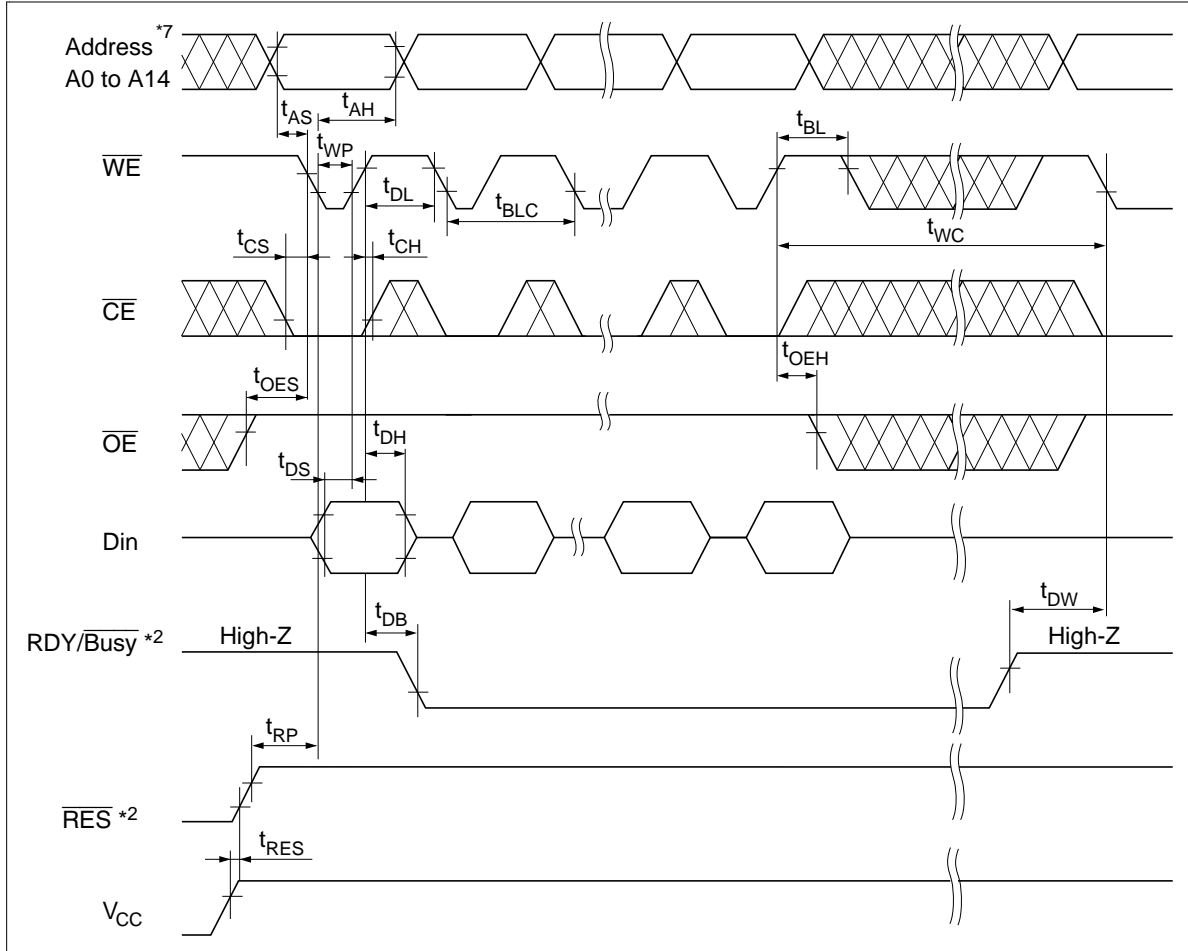 Address *7
A0 to A14
tAS
tAH
tWP
tBL
WE
tDL
tBLC
tWC
tCS
tCH
CE
tOES
tOEH
OE
tDH
tDS
Din
tDB
tDW
RDY/Busy *2
High-Z
High-Z
tRP
RES *2
tRES
VCC